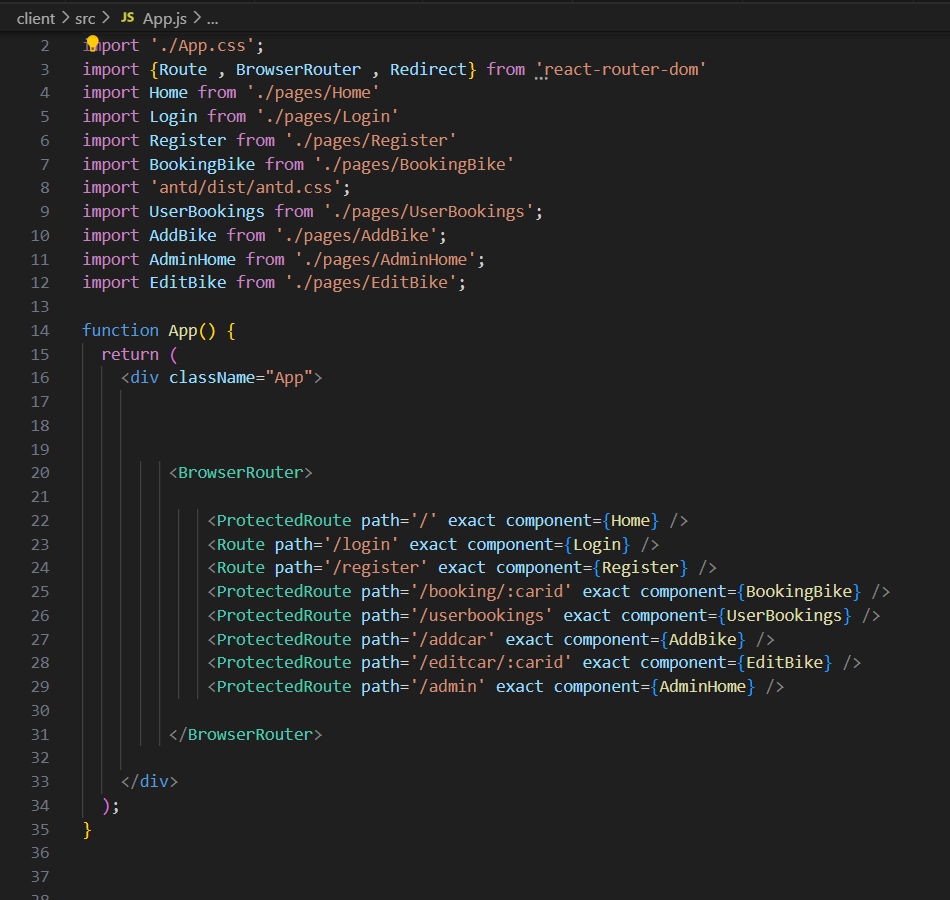 client > src > JS App.js > ...
2 import './App.css';
3 import {Route , BrowserRouter , Redirect} from 'react-router-dom'
4 import Home from './pages/Home'
5 import Login from './pages/Login'
6 import Register from './pages/Register'
7 import BookingBike from './pages/BookingBike'
8 import 'antd/dist/antd.css';
9 import UserBookings from './pages/UserBookings';
10 import AddBike from './pages/AddBike';
11 import AdminHome from './pages/AdminHome';
12 import EditBike from './pages/EditBike';
13
14 function App() {
15   return (
16     <div className="App">
17
18
19
20          <BrowserRouter>
21
22              <ProtectedRoute path='/' exact component={Home} />
23              <Route path='/login' exact component={Login} />
24              <Route path='/register' exact component={Register} />
25              <ProtectedRoute path='/booking/:carid' exact component={BookingBike} />
26              <ProtectedRoute path='/userbookings' exact component={UserBookings} />
27              <ProtectedRoute path='/addcar' exact component={AddBike} />
28              <ProtectedRoute path='/editcar/:carid' exact component={EditBike} />
29              <ProtectedRoute path='/admin' exact component={AdminHome} />
30
31          </BrowserRouter>
32
33     </div>
34   );
35 }
36
37
38